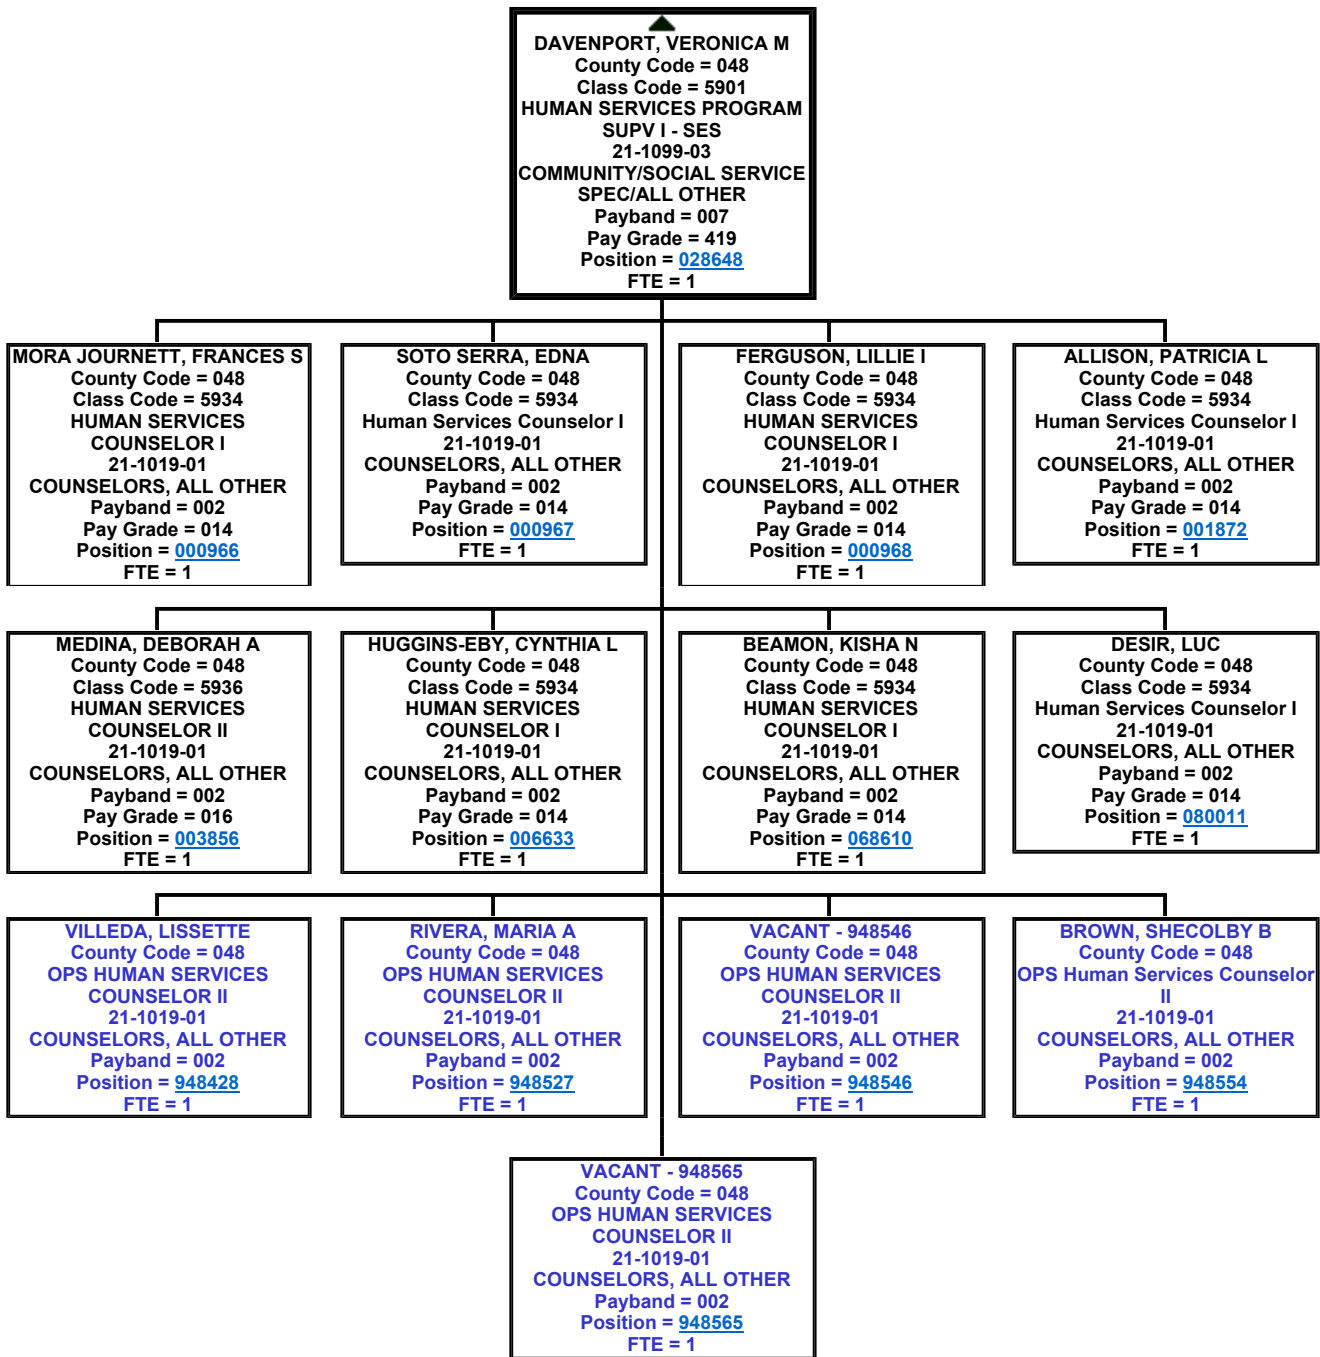 DAVENPORT, VERONICA M
County Code = 048
Class Code = 5901
HUMAN SERVICES PROGRAM
SUPV I - SES
21-1099-03
COMMUNITY/SOCIAL SERVICE
SPEC/ALL OTHER
Payband = 007
Pay Grade = 419
Position = 028648
FTE = 1
MORA JOURNETT, FRANCES S
County Code = 048
Class Code = 5934
HUMAN SERVICES
COUNSELOR I
21-1019-01
COUNSELORS, ALL OTHER
Payband = 002
Pay Grade = 014
Position = 000966
FTE = 1
SOTO SERRA, EDNA
County Code = 048
Class Code = 5934
Human Services Counselor I
21-1019-01
COUNSELORS, ALL OTHER
Payband = 002
Pay Grade = 014
Position = 000967
FTE = 1
FERGUSON, LILLIE I
County Code = 048
Class Code = 5934
HUMAN SERVICES
COUNSELOR I
21-1019-01
COUNSELORS, ALL OTHER
Payband = 002
Pay Grade = 014
Position = 000968
FTE = 1
ALLISON, PATRICIA L
County Code = 048
Class Code = 5934
Human Services Counselor I
21-1019-01
COUNSELORS, ALL OTHER
Payband = 002
Pay Grade = 014
Position = 001872
FTE = 1
MEDINA, DEBORAH A
County Code = 048
Class Code = 5936
HUMAN SERVICES
COUNSELOR II
21-1019-01
COUNSELORS, ALL OTHER
Payband = 002
Pay Grade = 016
Position = 003856
FTE = 1
HUGGINS-EBY, CYNTHIA L
County Code = 048
Class Code = 5934
HUMAN SERVICES
COUNSELOR I
21-1019-01
COUNSELORS, ALL OTHER
Payband = 002
Pay Grade = 014
Position = 006633
FTE = 1
BEAMON, KISHA N
County Code = 048
Class Code = 5934
HUMAN SERVICES
COUNSELOR I
21-1019-01
COUNSELORS, ALL OTHER
Payband = 002
Pay Grade = 014
Position = 068610
FTE = 1
DESIR, LUC
County Code = 048
Class Code = 5934
Human Services Counselor I
21-1019-01
COUNSELORS, ALL OTHER
Payband = 002
Pay Grade = 014
Position = 080011
FTE = 1
VILLEDA, LISSETTE
County Code = 048
OPS HUMAN SERVICES
COUNSELOR II
21-1019-01
COUNSELORS, ALL OTHER
Payband = 002
Position = 948428
FTE = 1
RIVERA, MARIA A
County Code = 048
OPS HUMAN SERVICES
COUNSELOR II
21-1019-01
COUNSELORS, ALL OTHER
Payband = 002
Position = 948527
FTE = 1
VACANT - 948546
County Code = 048
OPS HUMAN SERVICES
COUNSELOR II
21-1019-01
COUNSELORS, ALL OTHER
Payband = 002
Position = 948546
FTE = 1
BROWN, SHECOLBY B
County Code = 048
OPS Human Services Counselor
II
21-1019-01
COUNSELORS, ALL OTHER
Payband = 002
Position = 948554
FTE = 1
VACANT - 948565
County Code = 048
OPS HUMAN SERVICES
COUNSELOR II
21-1019-01
COUNSELORS, ALL OTHER
Payband = 002
Position = 948565
FTE = 1